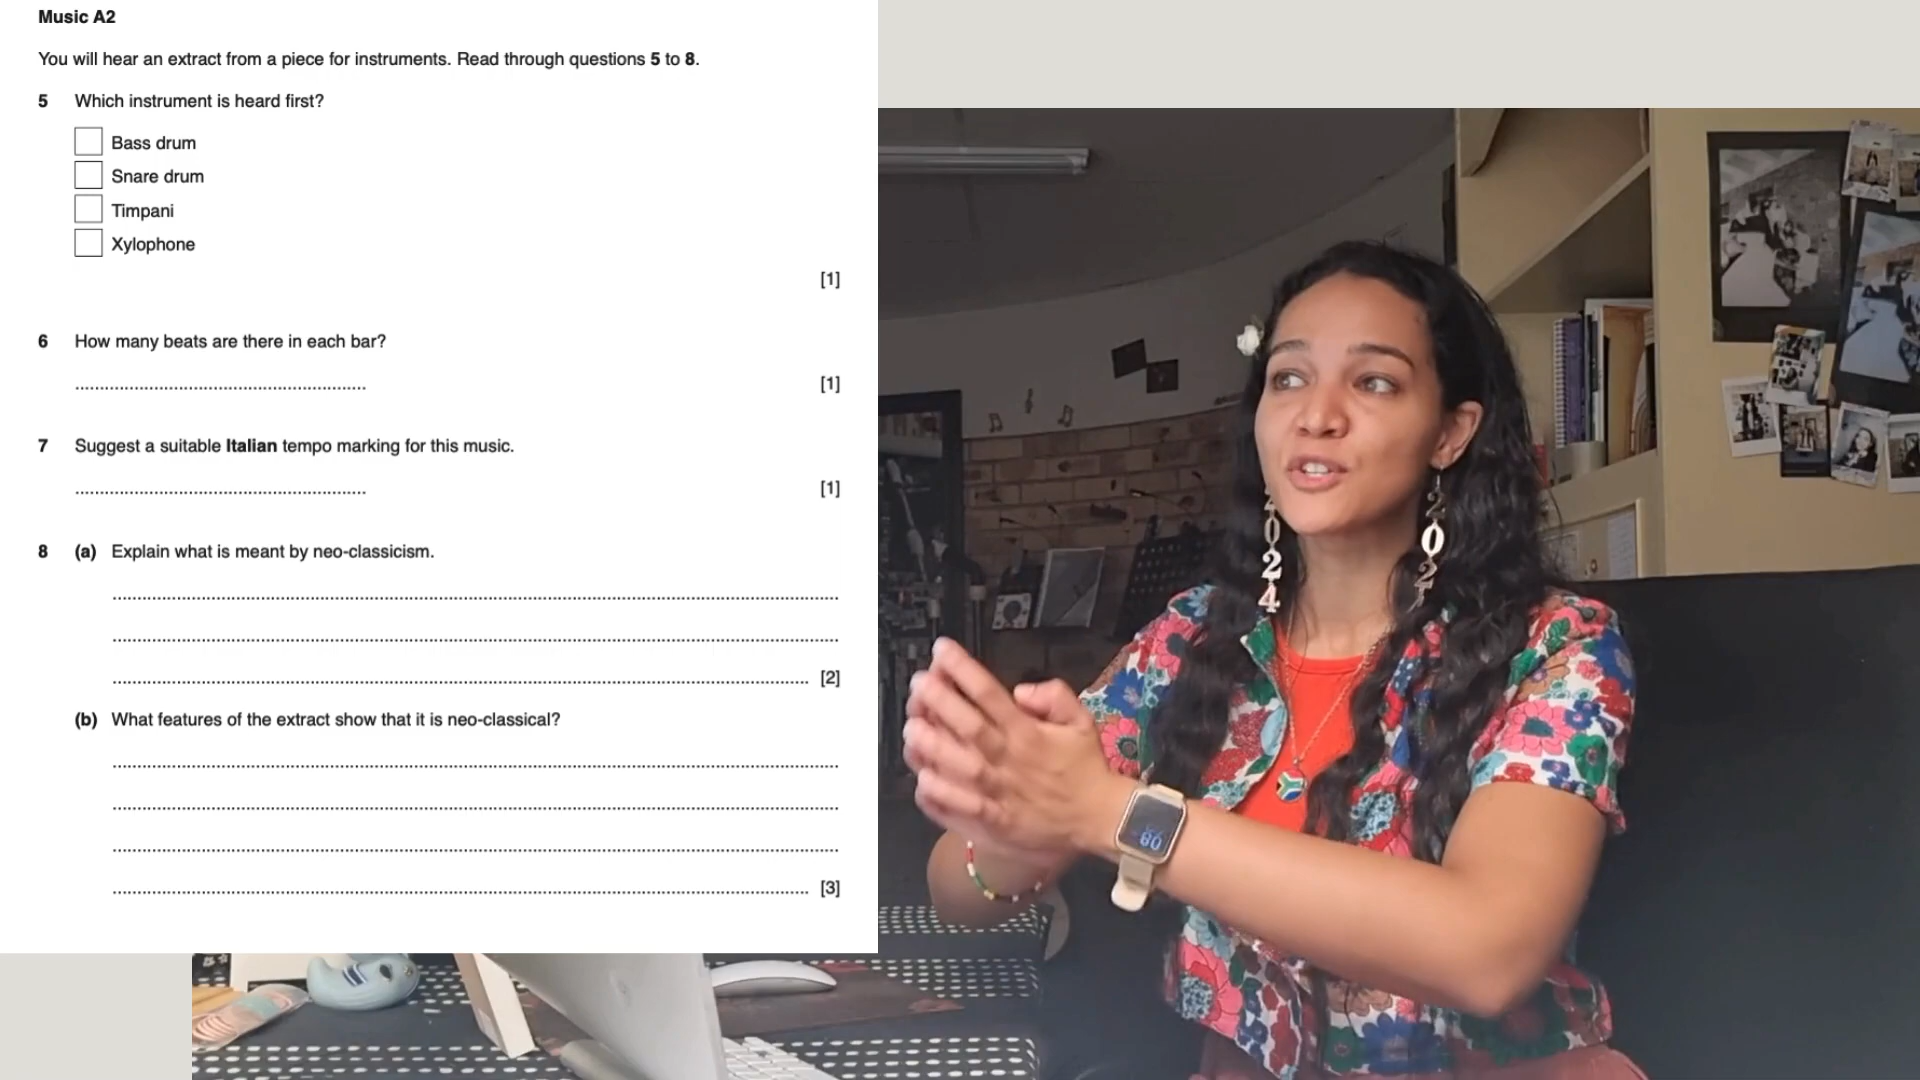 Music A2
You will hear an extract from a piece for instruments. Read through questions 5 to 8.
5 Which instrument is heard first?
Bass drum
Snare drum
Timpani
Xylophone
[1]
6 How many beats are there in each bar?
[1]
7 Suggest a suitable Italian tempo marking for this music.
[1]
8 (a) Explain what is meant by neo-classicism.
[2]
(b) What features of the extract show that it is neo-classical?
[3]
2024
202
08